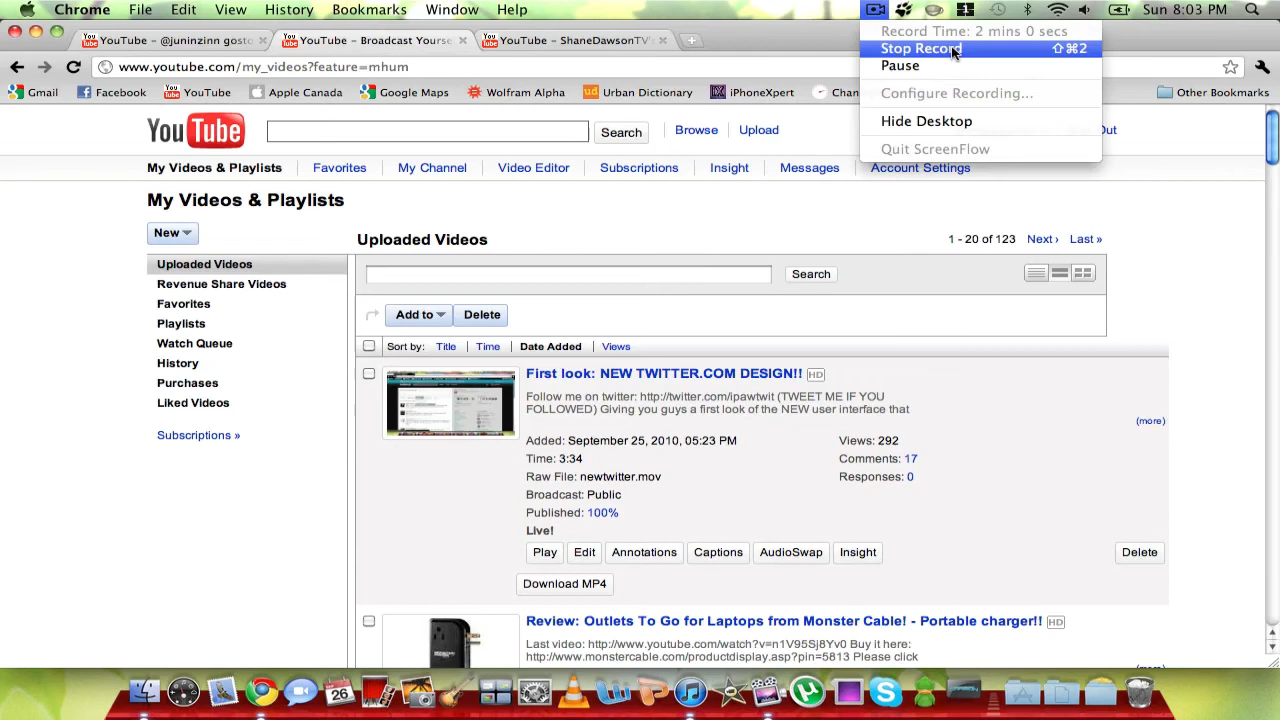 Chrome File Edit View History Bookmarks Window Help 1 Sun 8:03 PM
YouTube - @junnazinn gosto YouTube - Broadcast Yourse YouTube - ShaneDawsonTV's
www.youtube.com/my_videos?feature=mhum
Gmail Facebook YouTube Apple Canada Google Maps Wolfram Alpha Urban Dictionary iPhoneXpert Chan Other Bookmarks
Record Time: 2 mins 0 secs
Stop Record ⇧⌘2
Pause
Configure Recording...
Hide Desktop
Quit ScreenFlow
YouTube Search Browse Upload Out
My Videos & Playlists Favorites My Channel Video Editor Subscriptions Insight Messages Account Settings
My Videos & Playlists
New
Uploaded Videos
Revenue Share Videos
Favorites
Playlists
Watch Queue
History
Purchases
Liked Videos
Subscriptions »
Uploaded Videos 1 - 20 of 123 Next › Last »
Search
Add to Delete
Sort by: Title | Time | Date Added | Views
First look: NEW TWITTER.COM DESIGN!! HD
Follow me on twitter: http://twitter.com/ipawtwit (TWEET ME IF YOU
FOLLOWED) Giving you guys a first look of the NEW user interface that
(more)
Added: September 25, 2010, 05:23 PM Views: 292
Time: 3:34 Comments: 17
Raw File: newtwitter.mov Responses: 0
Broadcast: Public
Published: 100%
Live!
Play Edit Annotations Captions AudioSwap Insight Delete
Download MP4
Review: Outlets To Go for Laptops from Monster Cable! - Portable charger!! HD
Last video: http://www.youtube.com/watch?v=n1V95Sj8Yv0 Buy it here:
http://www.monstercable.com/productdisplay.asp?pin=5813 Please click
(more)
26